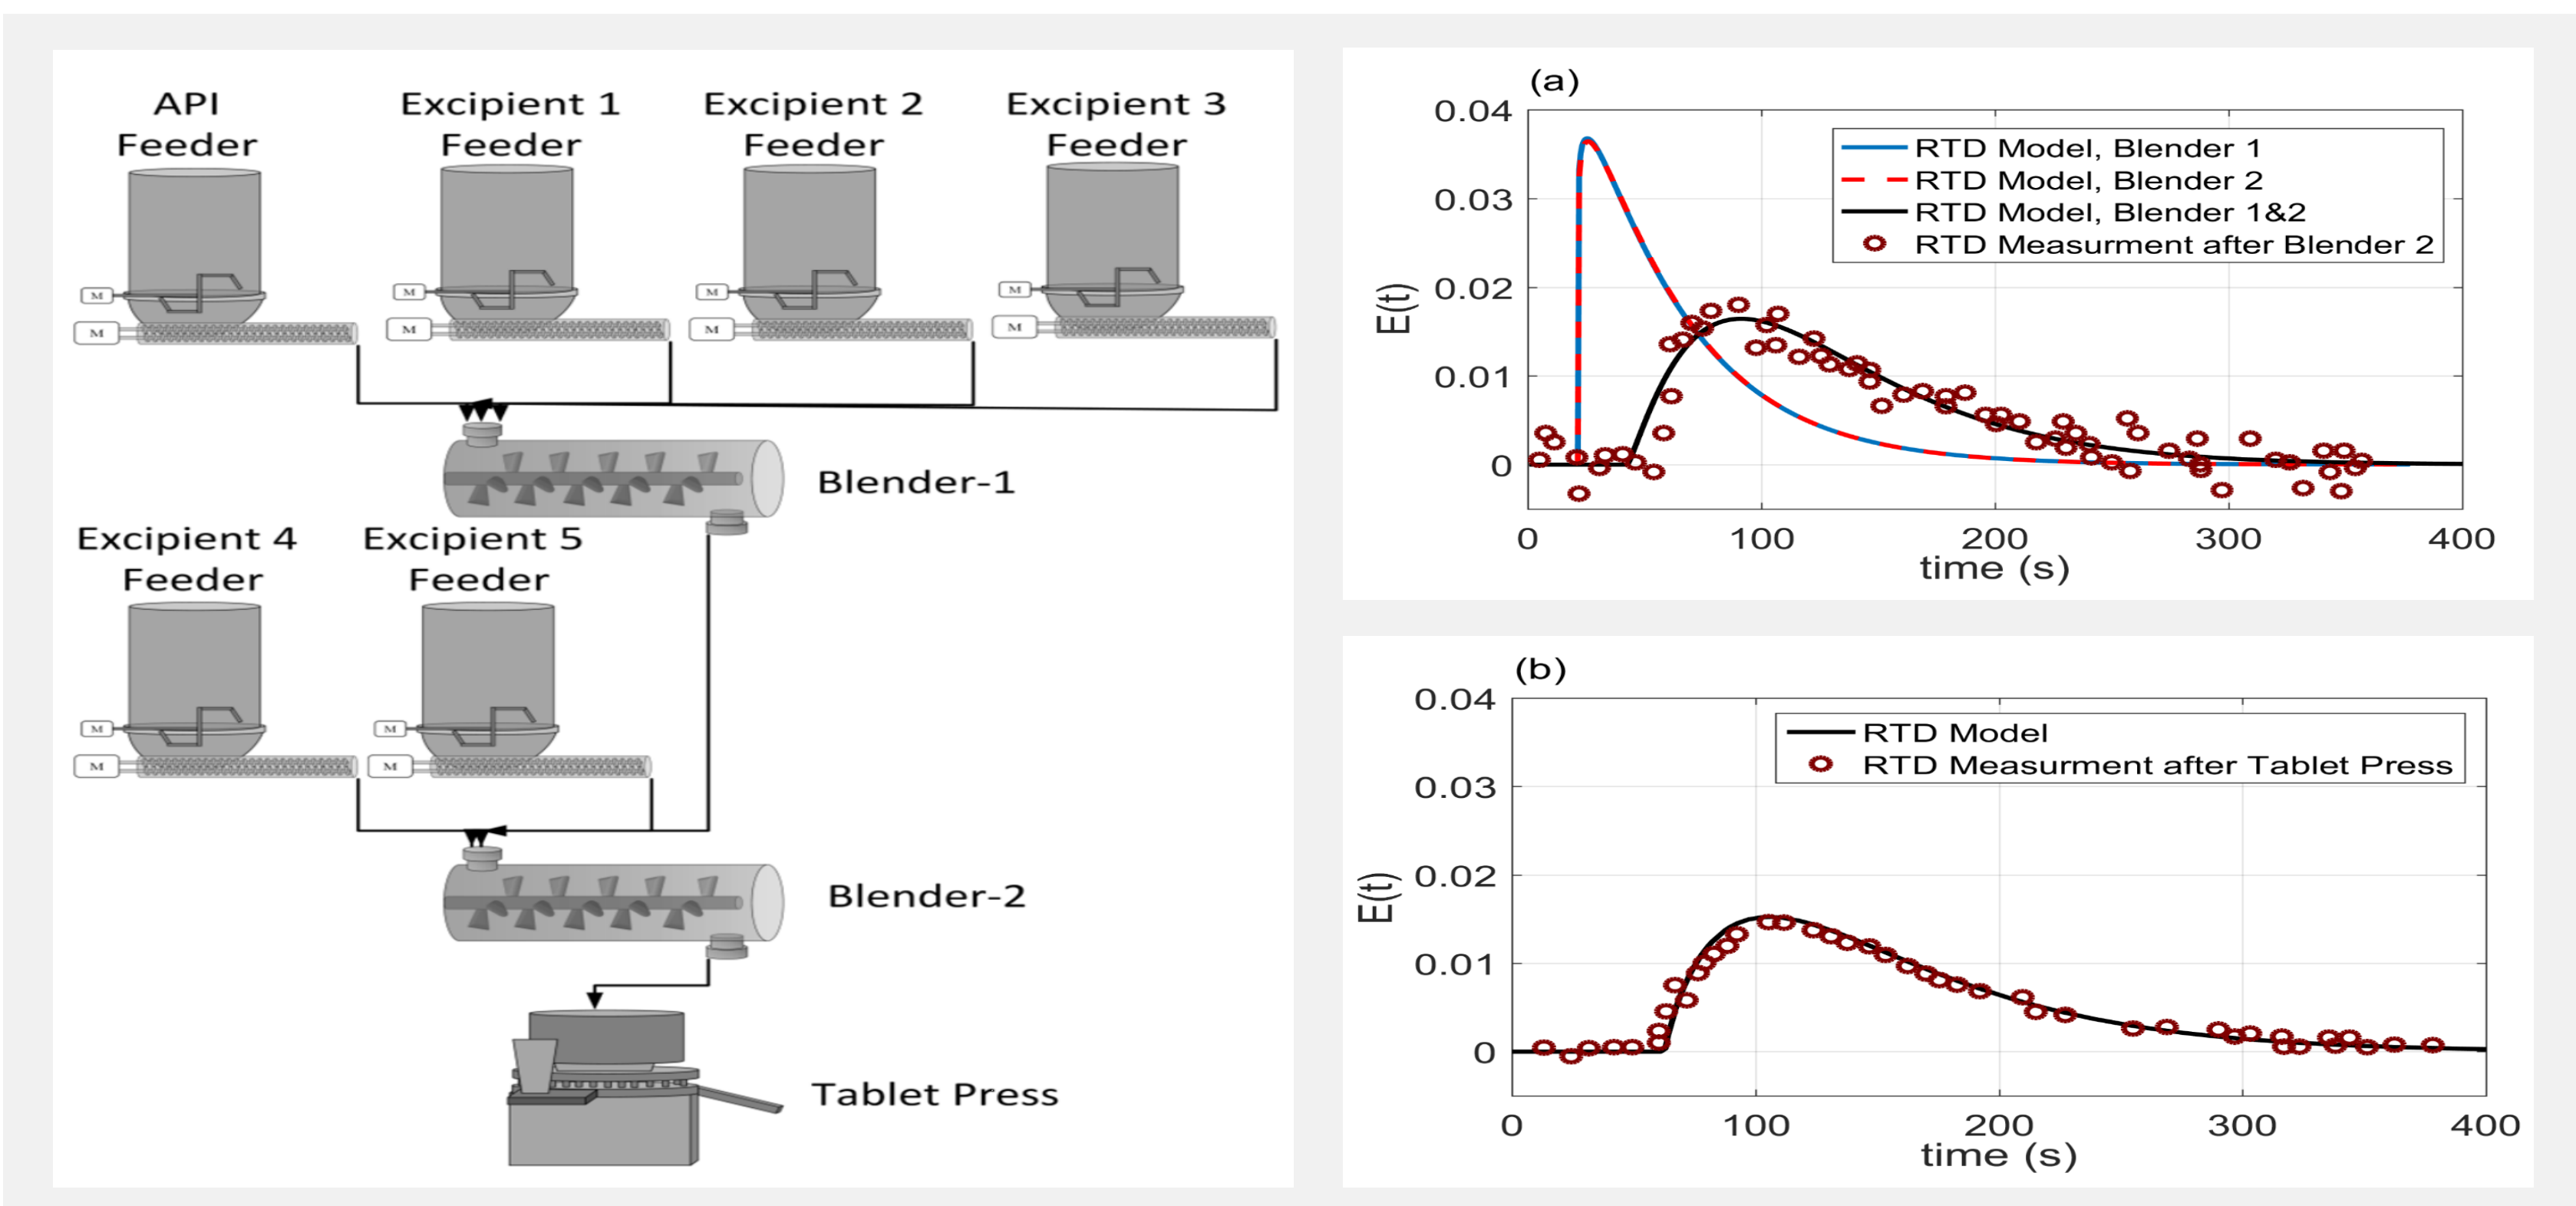 API
Feeder
Excipient 1
Feeder
Excipient 2
Feeder
Excipient 3
Feeder
M
M
M
M
M
M
M
M
Blender-1
Excipient 4
Feeder
Excipient 5
Feeder
M
M
M
M
Blender-2
Tablet Press
(a)
0.04
0.03
0.02
0.01
0
E(t)
RTD Model, Blender 1
RTD Model, Blender 2
RTD Model, Blender 1&2
RTD Measurment after Blender 2
0
100
200
300
400
time (s)
(b)
0.04
0.03
0.02
0.01
0
E(t)
RTD Model
RTD Measurment after Tablet Press
0
100
200
300
400
time (s)